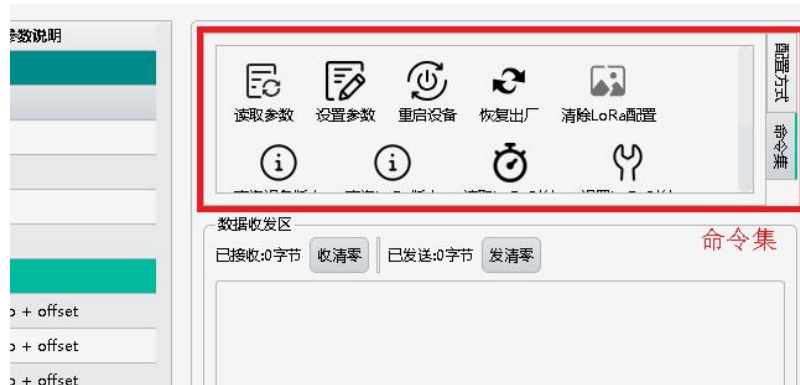 参数说明
配置方式
命令集
读取参数 设置参数 重启设备 恢复出厂 清除LoRa配置
数据收发区
命令集
已接收:0字节 收清零 已发送:0字节 发清零
+ offset
+ offset
+ offset